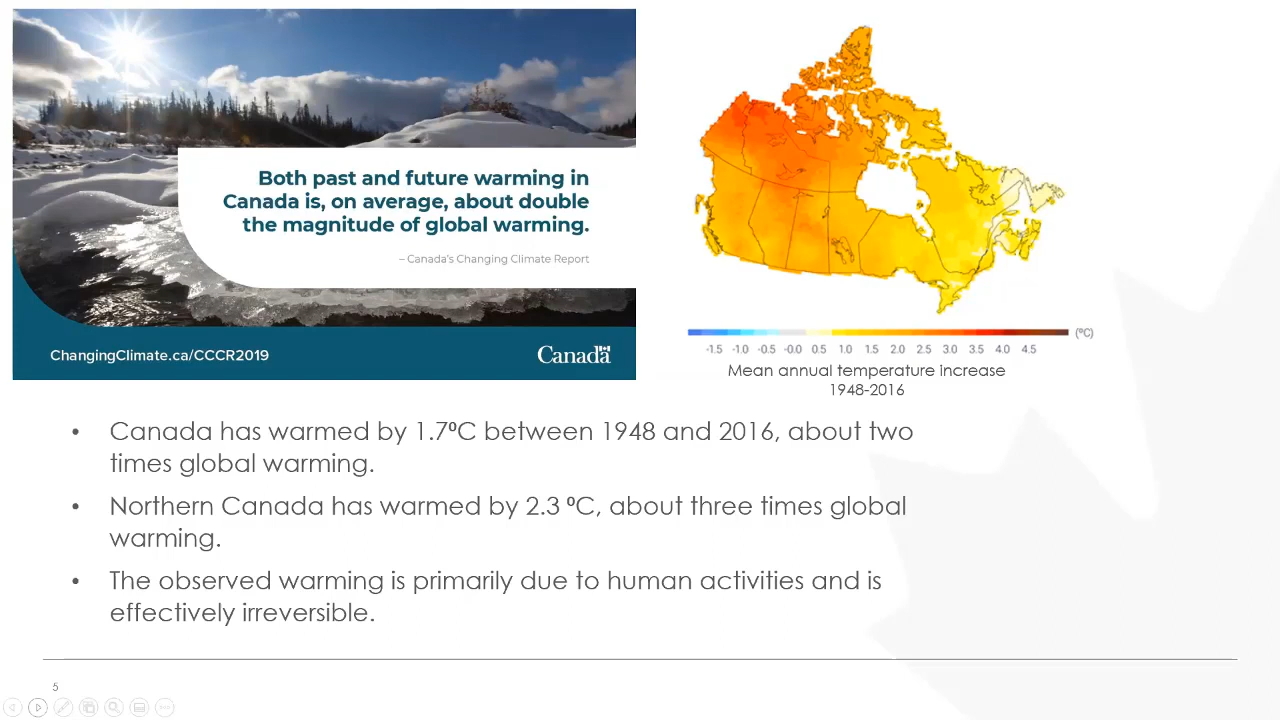 Both past and future warming in
Canada is, on average, about double
the magnitude of global warming.
– Canada's Changing Climate Report
ChangingClimate.ca/CCCR2019
Canada
-1.5 -1.0 -0.5 -0.0 0.5 1.0 1.5 2.0 2.5 3.0 3.5 4.0 4.5 (°C)
Mean annual temperature increase
1948-2016
• Canada has warmed by 1.7⁰C between 1948 and 2016, about two
times global warming.
• Northern Canada has warmed by 2.3 ⁰C, about three times global
warming.
• The observed warming is primarily due to human activities and is
effectively irreversible.
5